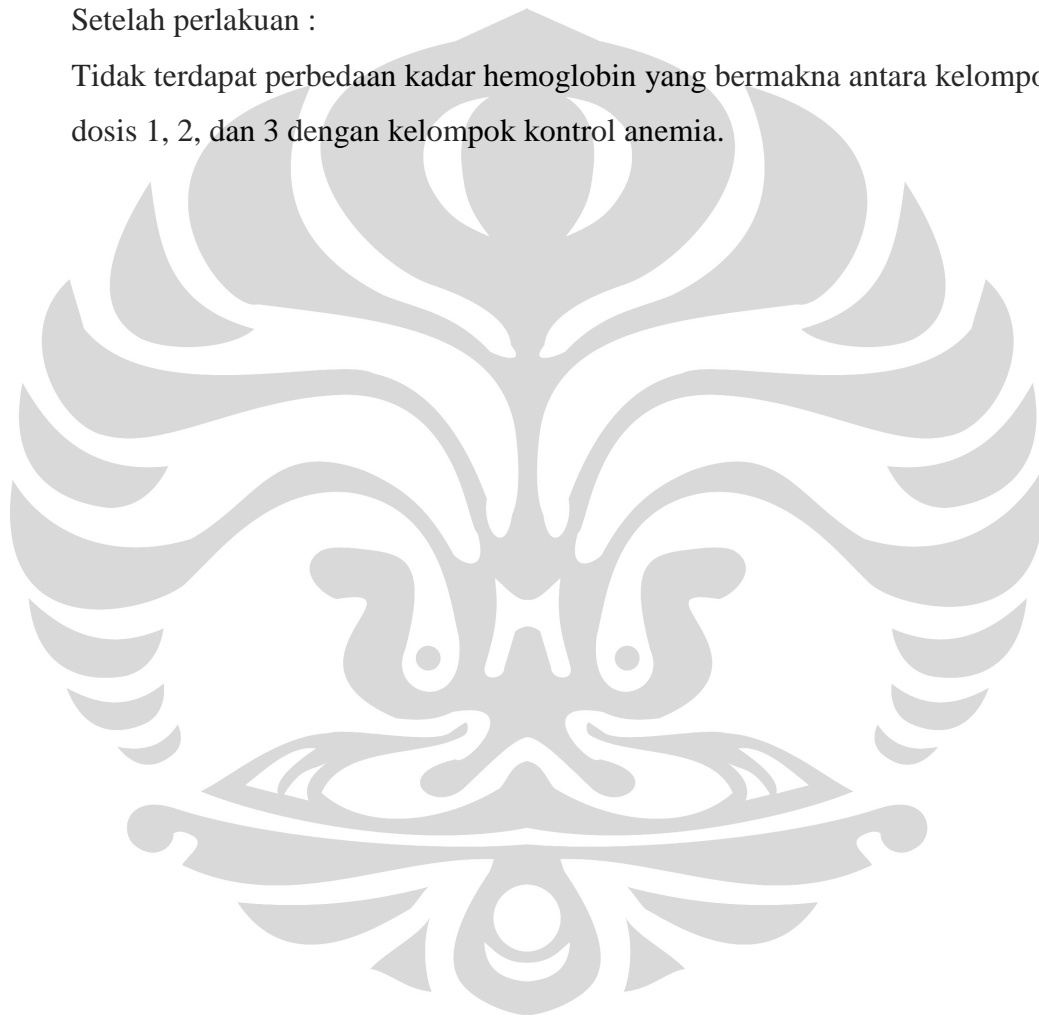 Setelah perlakuan :
Tidak terdapat perbedaan kadar hemoglobin yang bermakna antara kelompo
dosis 1, 2, dan 3 dengan kelompok kontrol anemia.